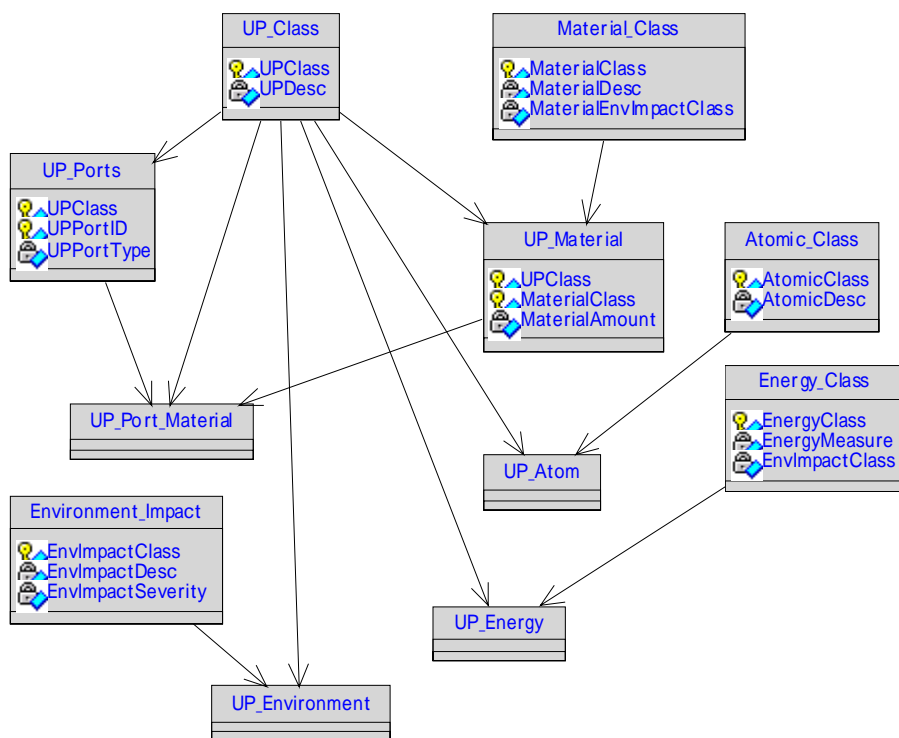 UP_Class
UPClass
UPDesc
Material_Class
MaterialClass
MaterialDesc
MaterialEnvImpactClass
UP_Ports
UPClass
UPPortID
UPPortType
UP_Material
UPClass
MaterialClass
MaterialAmount
Atomic_Class
AtomicClass
AtomicDesc
UP_Port_Material
Energy_Class
EnergyClass
EnergyMeasure
EnvImpactClass
UP_Atom
Environment_Impact
EnvImpactClass
EnvImpactDesc
EnvImpactSeverity
UP_Energy
UP_Environment